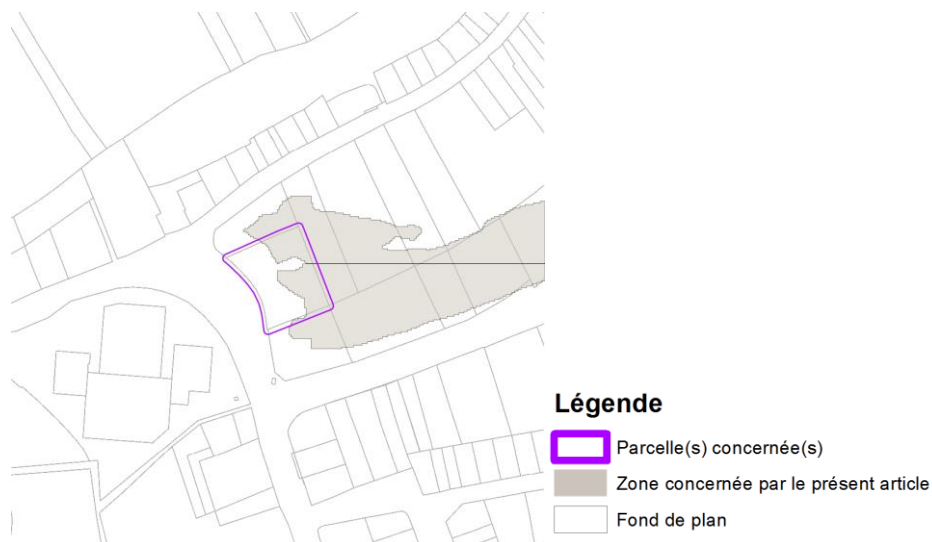 Légende
Parcelle(s) concernée(s)
Zone concernée par le présent article
Fond de plan